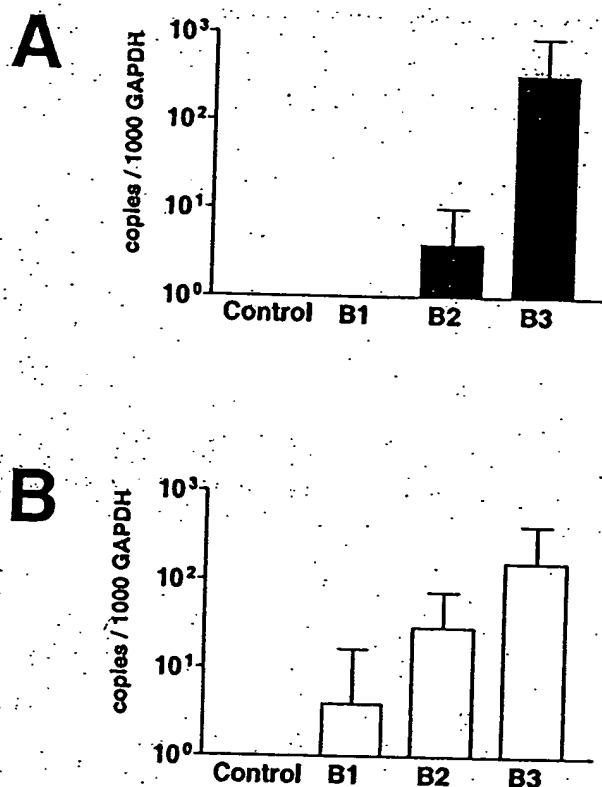 A
copies / 1000 GAPDH
10³
10²
10¹
10⁰
Control B1 B2 B3
B
copies / 1000 GAPDH
10³
10²
10¹
10⁰
Control B1 B2 B3